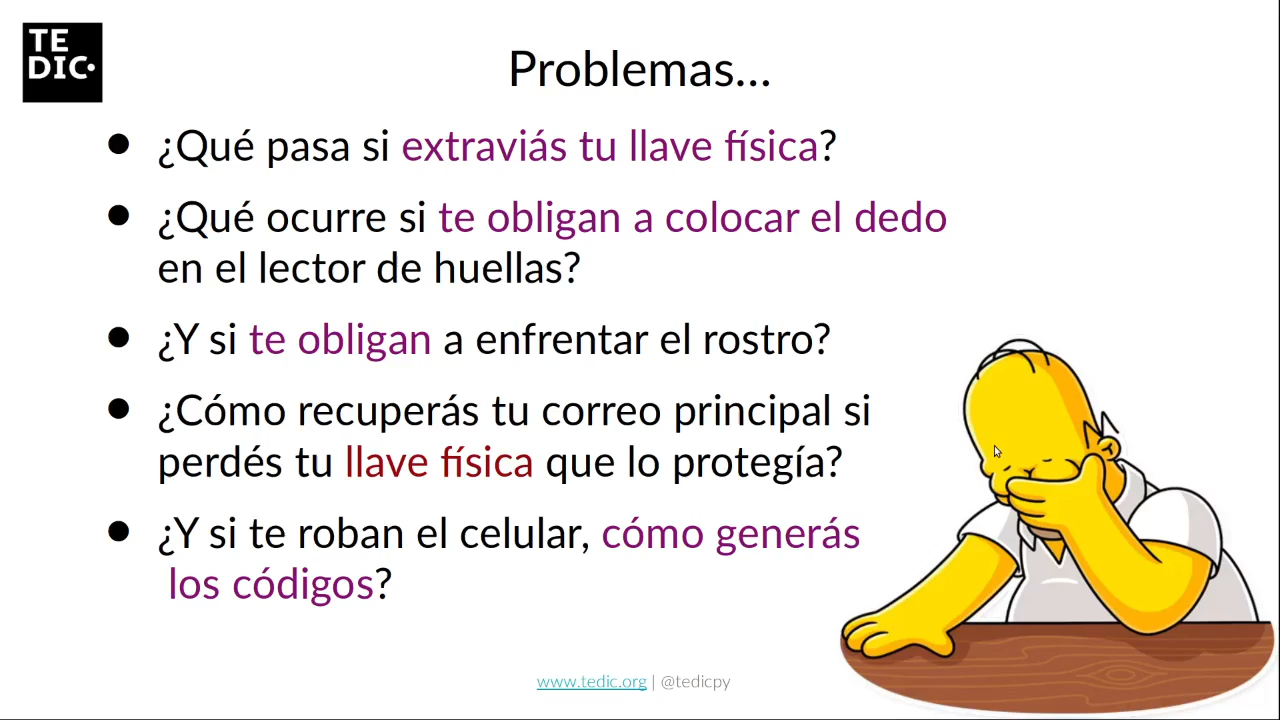 TE
DIC
Problemas...
● ¿Qué pasa si extraviás tu llave física?
● ¿Qué ocurre si te obligan a colocar el dedo
en el lector de huellas?
● ¿Y si te obligan a enfrentar el rostro?
● ¿Cómo recuperás tu correo principal si
perdés tu llave física que lo protegía?
● ¿Y si te roban el celular, cómo generás
los códigos?
www.tedic.org | @tedicpy